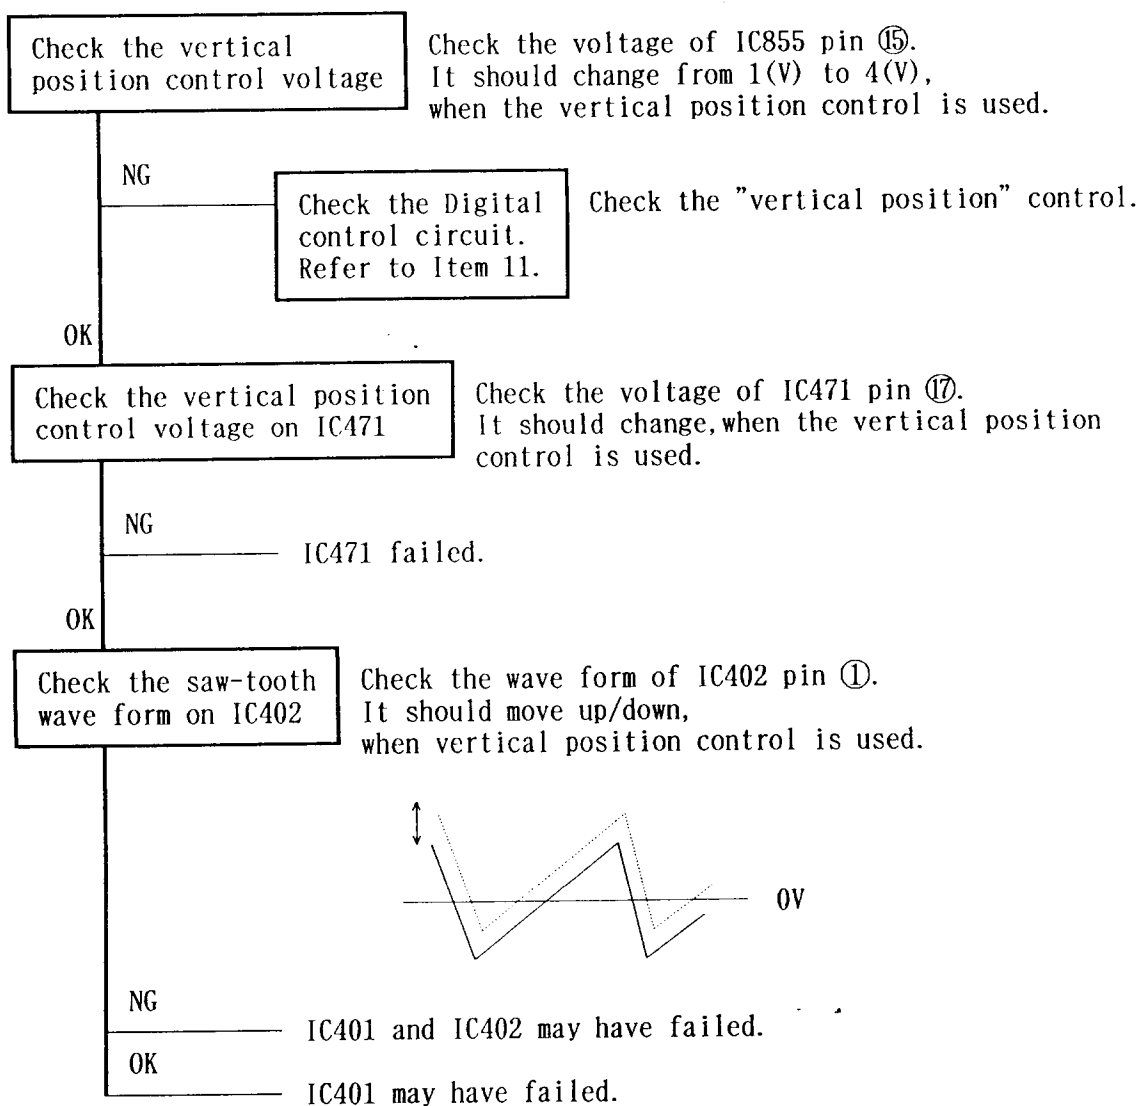 Check the vertical
position control voltage
Check the voltage of IC855 pin ⑮.
It should change from 1(V) to 4(V),
when the vertical position control is used.
NG
Check the Digital
control circuit.
Refer to Item 11.
Check the ”vertical position” control.
OK
Check the vertical position
control voltage on IC471
Check the voltage of IC471 pin ⑰.
It should change, when the vertical position
control is used.
NG
IC471 failed.
OK
Check the saw-tooth
wave form on IC402
Check the wave form of IC402 pin ①.
It should move up/down,
when vertical position control is used.
0V
NG
IC401 and IC402 may have failed.
OK
IC401 may have failed.